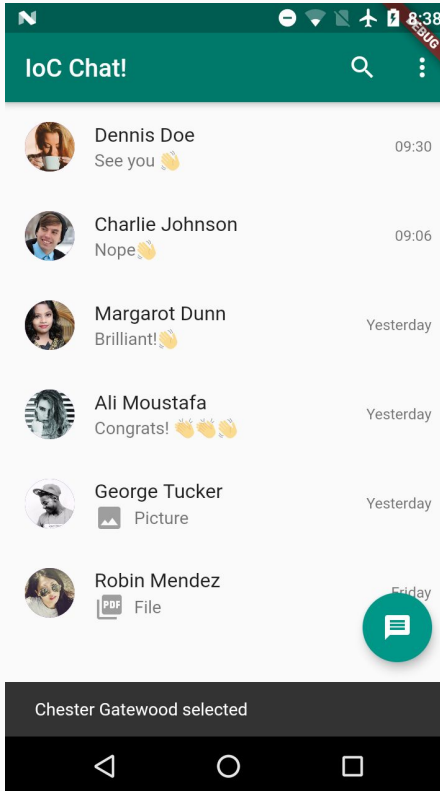 8:38
DEBUG
IoC Chat!
Dennis Doe
See you 👋
09:30
Charlie Johnson
Nope👋
09:06
Margarot Dunn
Brilliant!👋
Yesterday
Ali Moustafa
Congrats! 👏👏👋
Yesterday
George Tucker
Picture
Yesterday
Robin Mendez
PDF File
Friday
Chester Gatewood selected